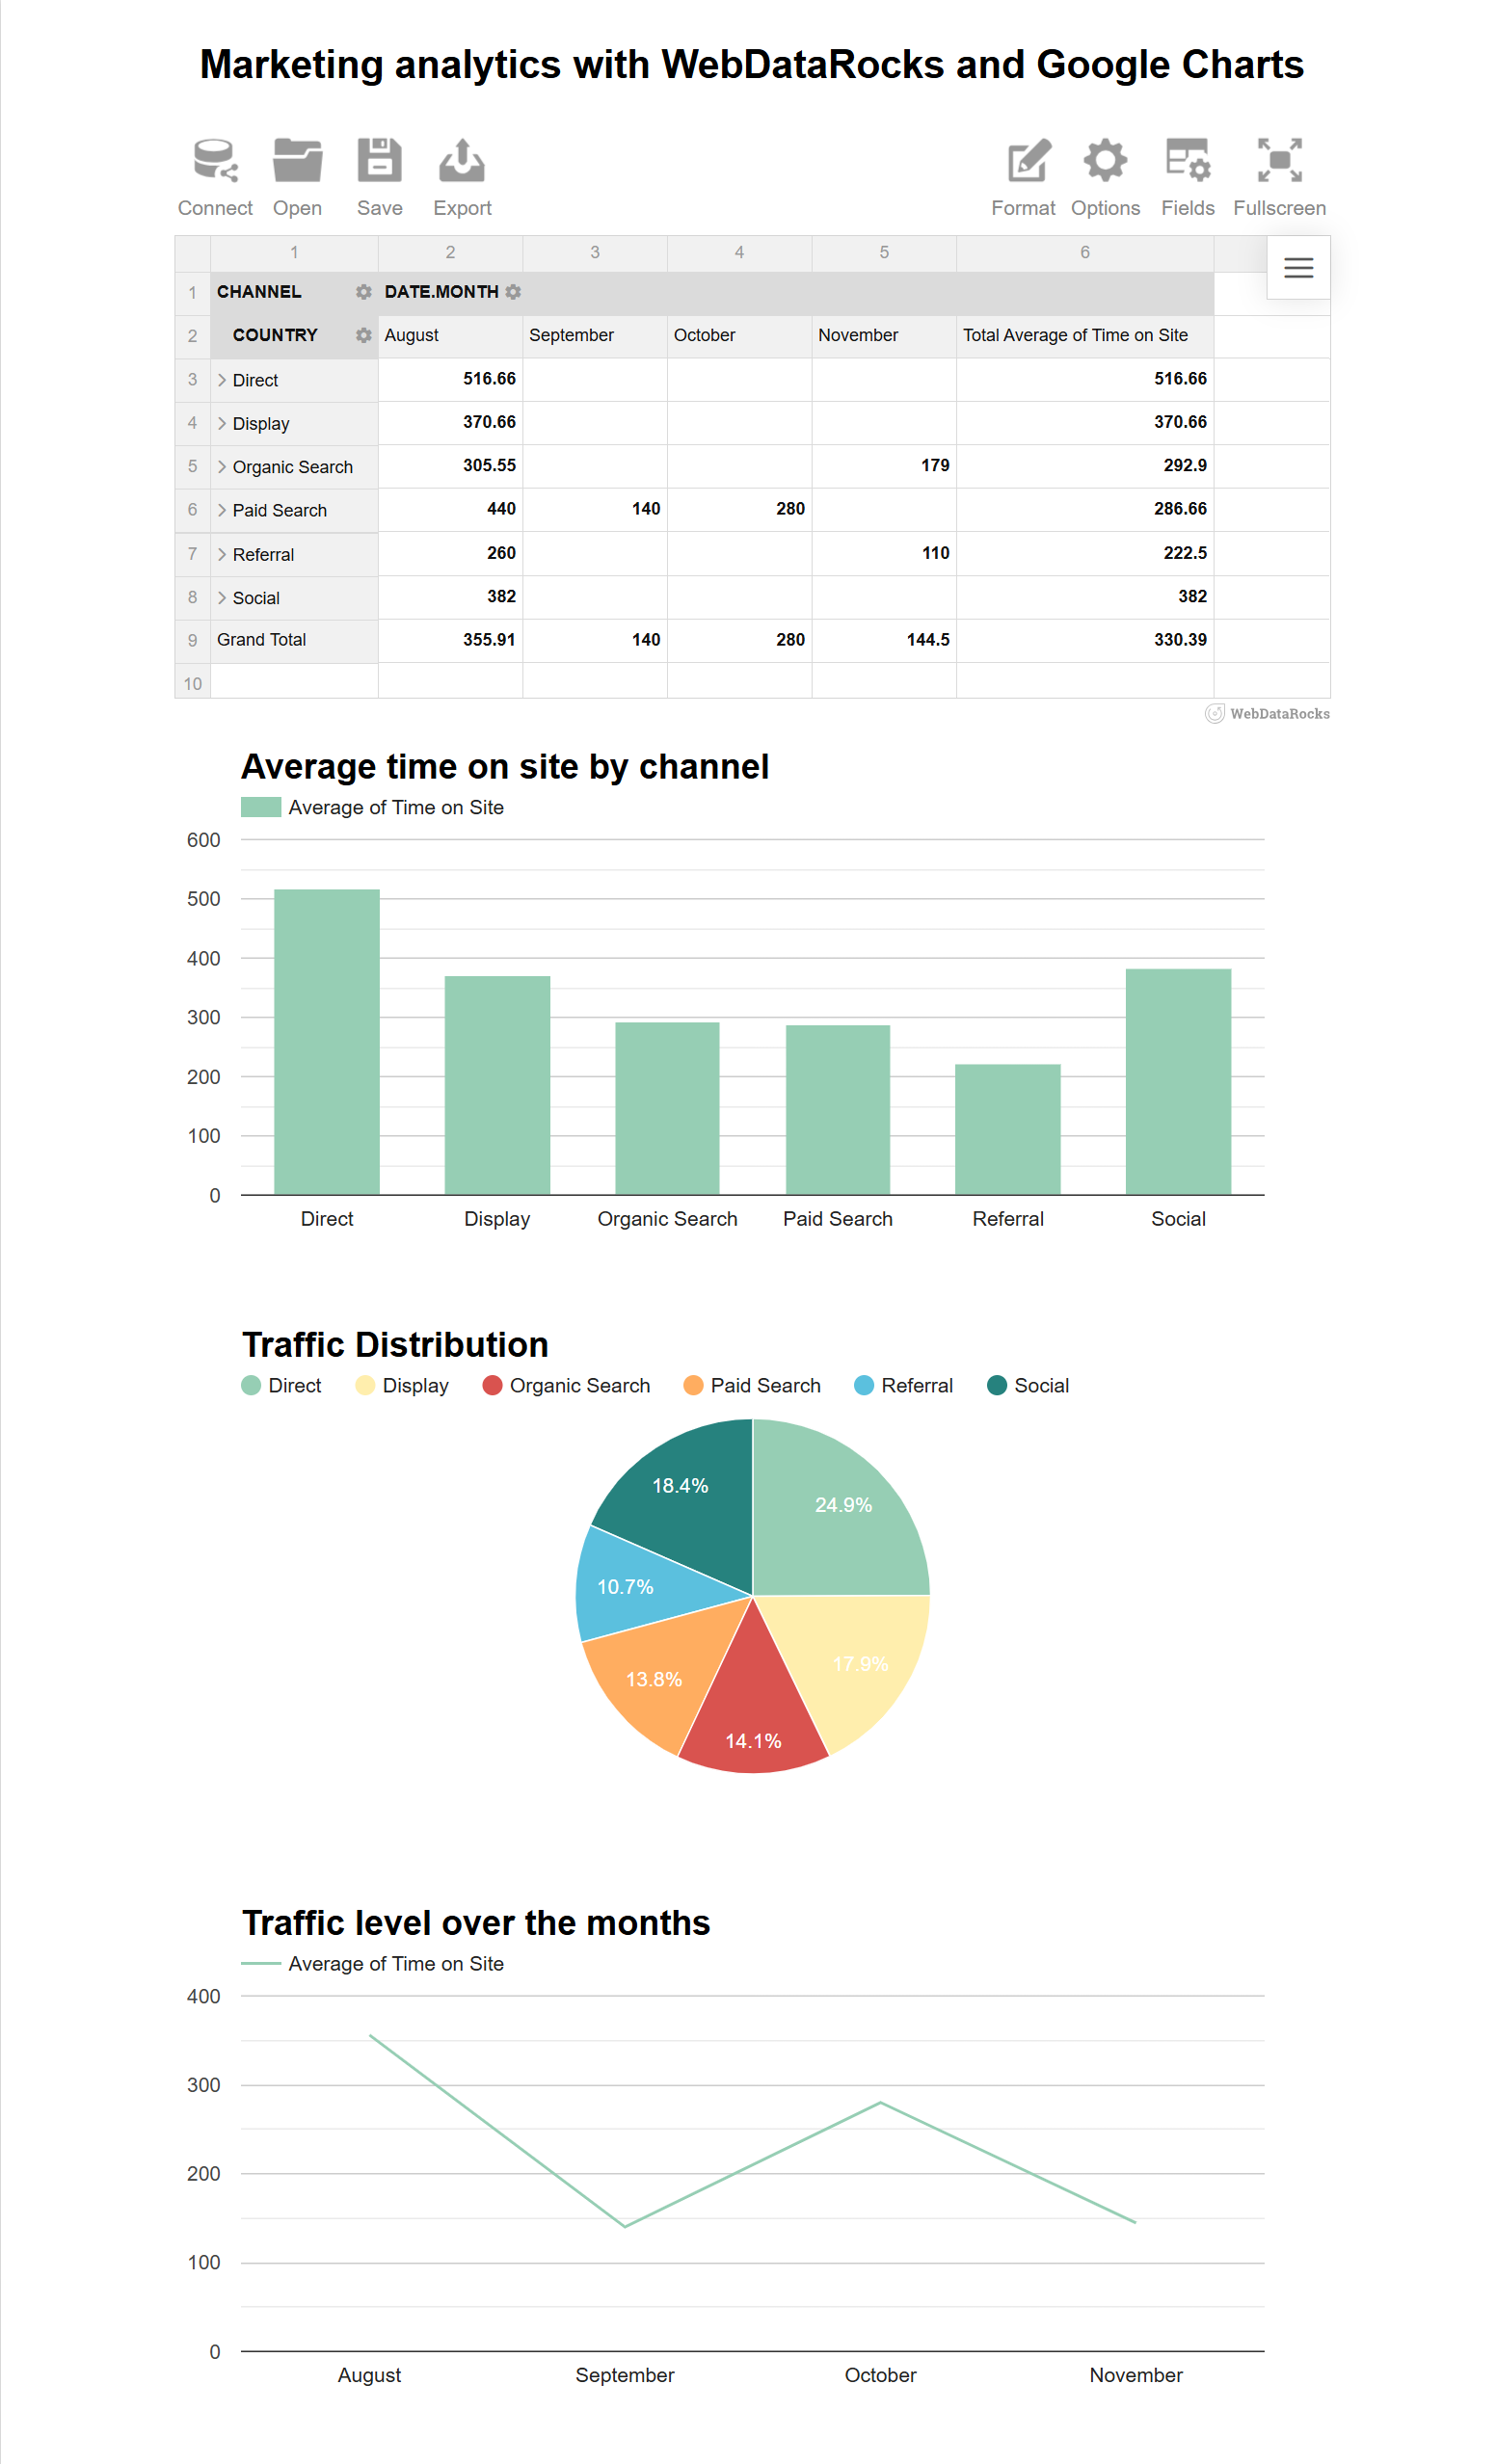 Marketing analytics with WebDataRocks and Google Charts
Connect Open Save Export Format Options Fields Fullscreen
1 2 3 4 5 6
1 CHANNEL DATE.MONTH
2 COUNTRY August September October November Total Average of Time on Site
3 Direct 516.66 516.66
4 Display 370.66 370.66
5 Organic Search 305.55 179 292.9
6 Paid Search 440 140 280 286.66
7 Referral 260 110 222.5
8 Social 382 382
9 Grand Total 355.91 140 280 144.5 330.39
10
WebDataRocks
Average time on site by channel
Average of Time on Site
600
500
400
300
200
100
0
Direct Display Organic Search Paid Search Referral Social
Traffic Distribution
Direct Display Organic Search Paid Search Referral Social
18.4%
24.9%
10.7%
17.9%
13.8%
14.1%
Traffic level over the months
Average of Time on Site
400
300
200
100
0
August September October November